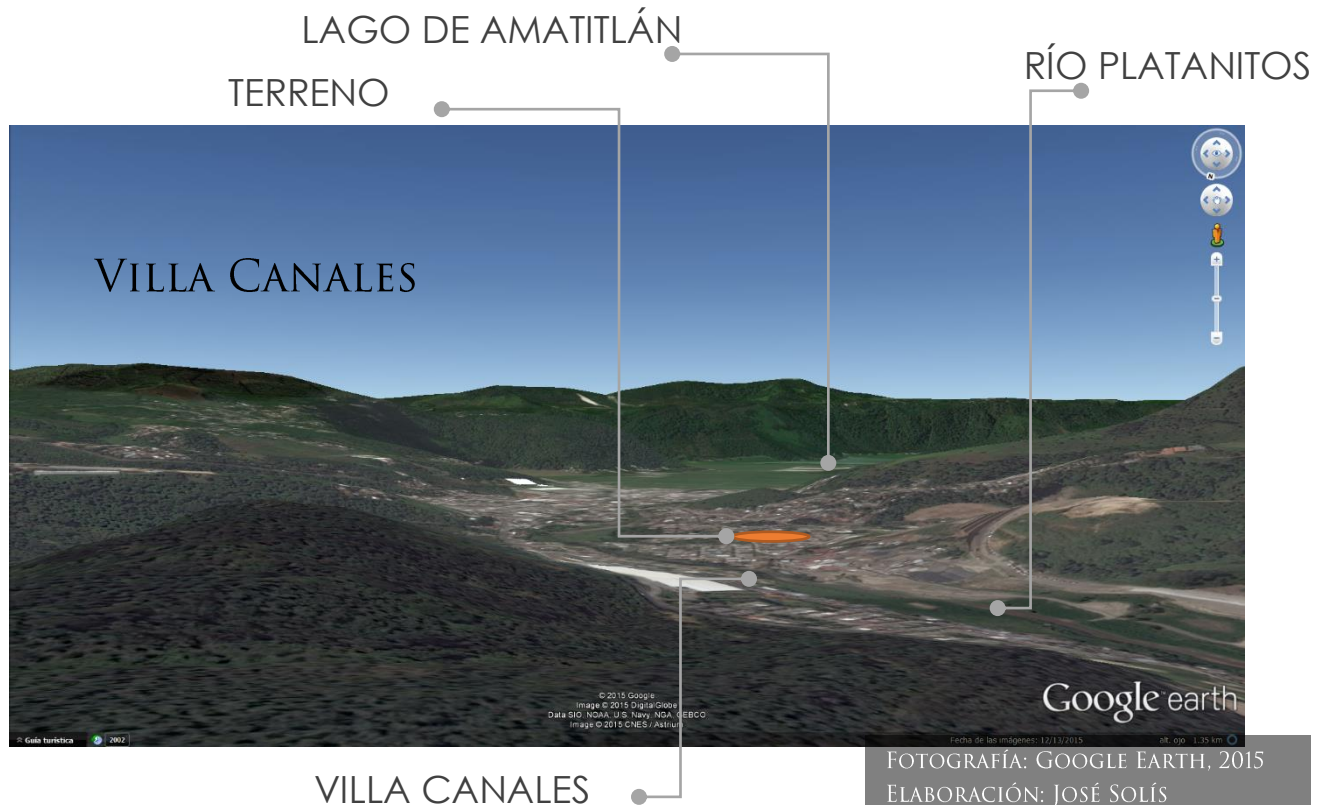 LAGO DE AMATITLÁN
RÍO PLATANITOS
TERRENO
N
VILLA CANALES
© 2015 Google
Image © 2015 DigitalGlobe
Data SIO, NOAA, U.S. Navy, NGA, GEBCO
Image © 2015 CNES / Astrium
Google earth
Guía turística
2002
Fecha de las imágenes: 12/13/2015 alt. ojo 1.35 km
FOTOGRAFÍA: GOOGLE EARTH, 2015
ELABORACIÓN: JOSÉ SOLÍS
VILLA CANALES